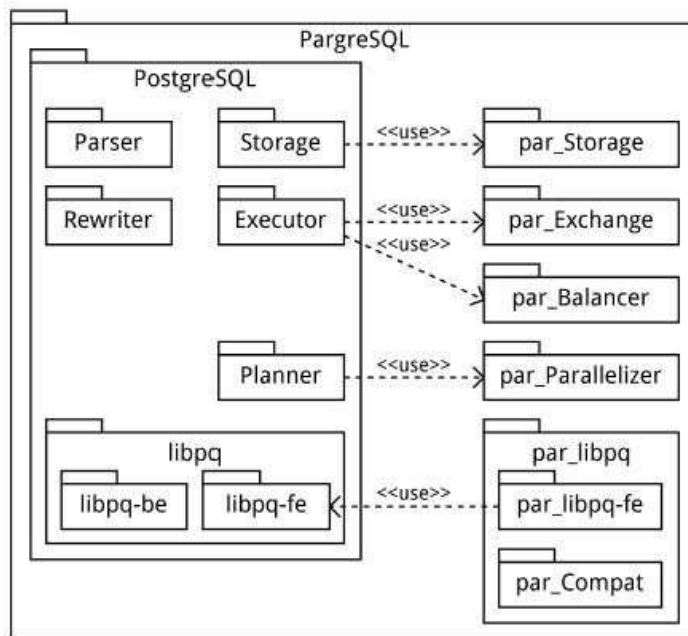 PargreSQL
PostgreSQL
Parser
Storage
<<use>>
par_Storage
Rewriter
Executor
<<use>>
par_Exchange
<<use>>
par_Balancer
Planner
<<use>>
par_Parallelizer
libpq
par_libpq
libpq-be
libpq-fe
<<use>>
par_libpq-fe
par_Compat